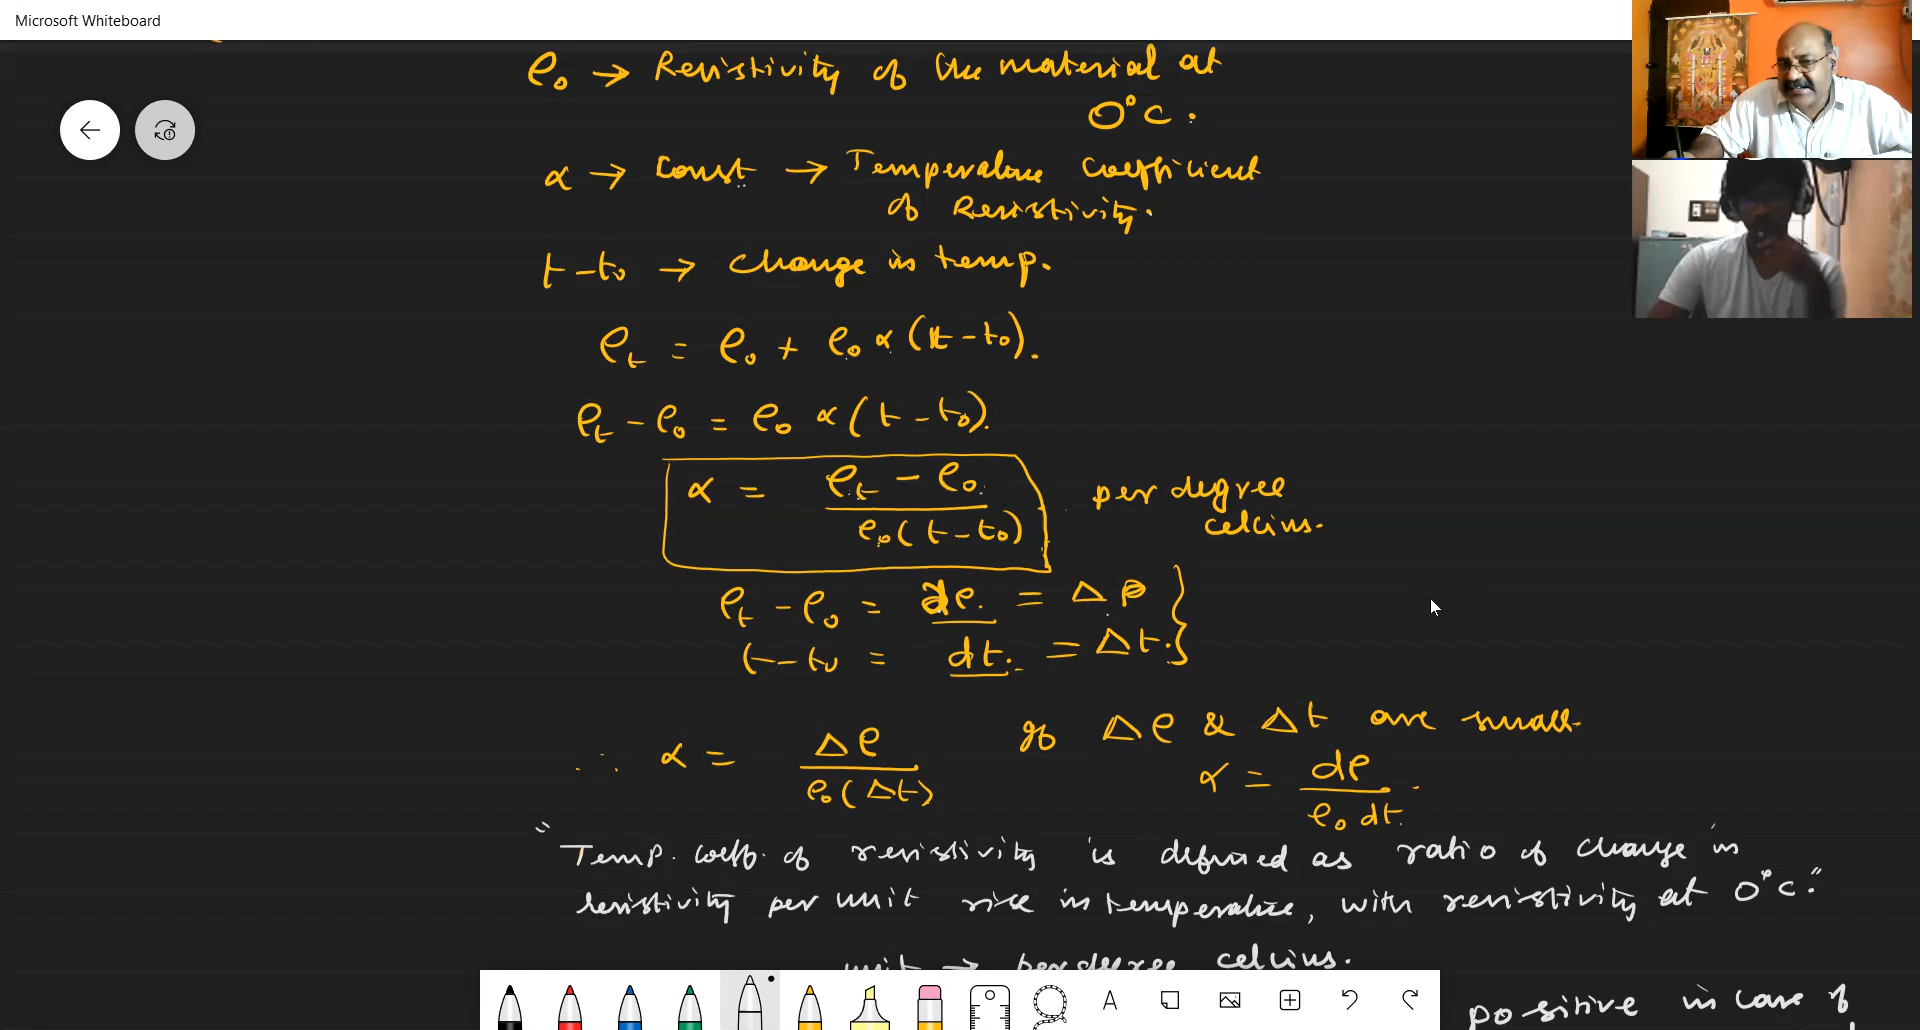 Microsoft Whiteboard
ρ₀ → Resistivity of the material at
0°C.
α → Const → Temperature Coefficient
of Resistivity.
t - t₀ → Change in temp.
ρₜ = ρ₀ + ρ₀ α (t - t₀).
ρₜ - ρ₀ = ρ₀ α (t - t₀).
α = (ρₜ - ρ₀) / (ρ₀ (t - t₀)) per degree
celcius.
ρₜ - ρ₀ = dρ. = Δρ
t - t₀ = dt. = Δt. }
∴ α = Δρ / (ρ₀ (Δt)) If Δρ & Δt are small
α = dρ / (ρ₀ dt).
"Temp. Coeff. of resistivity is defined as ratio of change in
resistivity per unit rise in temperature, with resistivity at 0°C."
unit → per degree celcius.
positive in case of